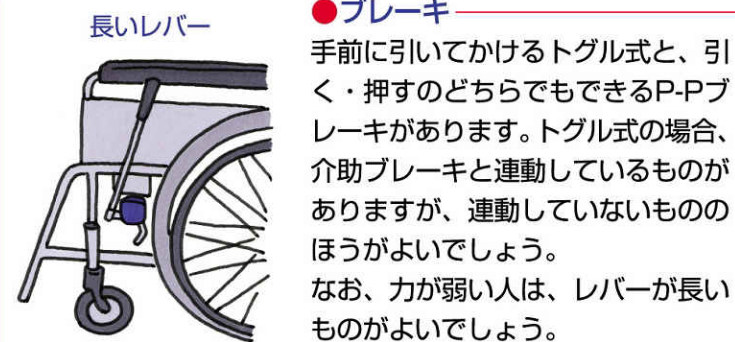 長いレバー
●ブレーキ
手前に引いてかけるトグル式と、引
く・押すのどちらでもできるP-Pブ
レーキがあります。トグル式の場合、
介助ブレーキと連動しているものが
ありますが、連動していないものの
ほうがよいでしょう。
なお、力が弱い人は、レバーが長い
ものがよいでしょう。